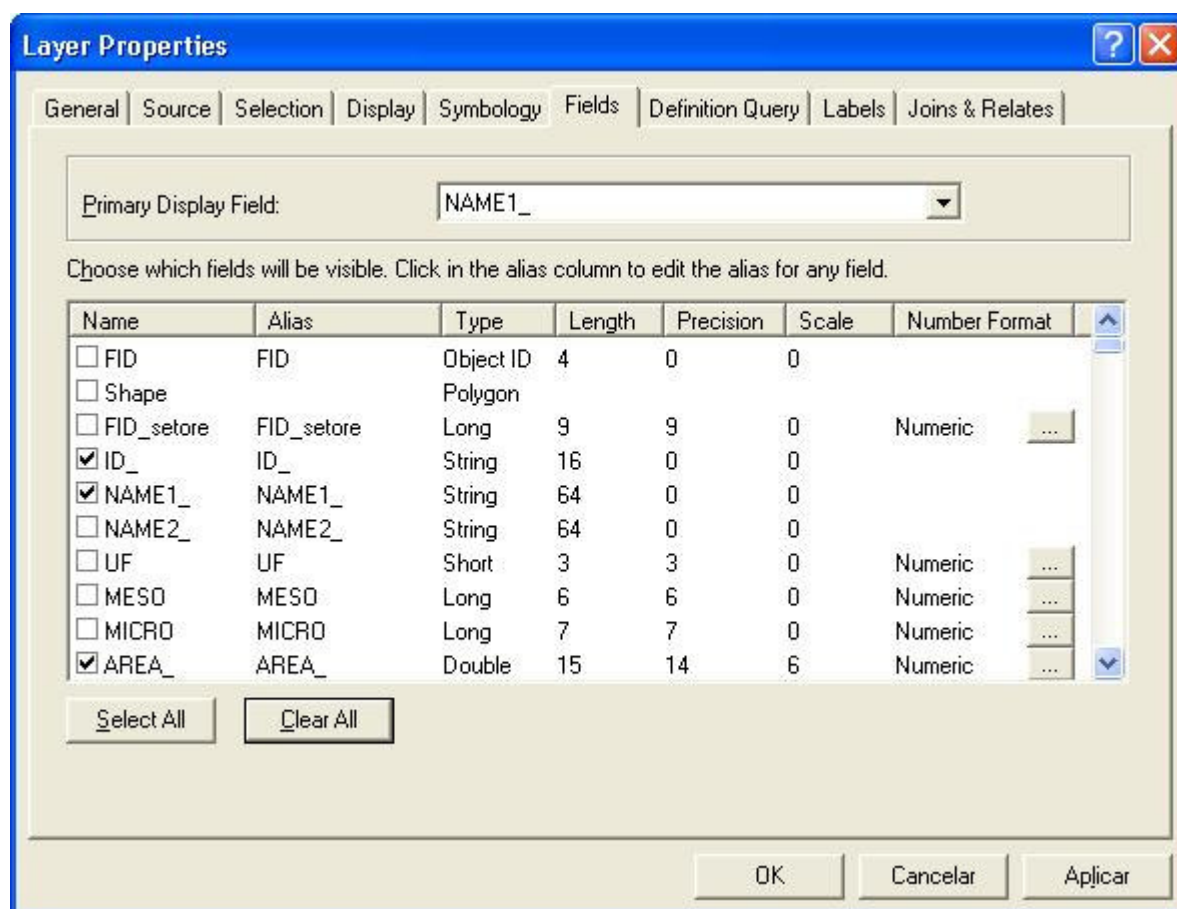 Layer Properties
General Source Selection Display Symbology Fields Definition Query Labels Joins & Relates
Primary Display Field: NAME1_
Choose which fields will be visible. Click in the alias column to edit the alias for any field.
Name Alias Type Length Precision Scale Number Format
FID FID Object ID 4 0 0
Shape Polygon
FID_setore FID_setore Long 9 9 0 Numeric ...
ID_ ID_ String 16 0 0
NAME1_ NAME1_ String 64 0 0
NAME2_ NAME2_ String 64 0 0
UF UF Short 3 3 0 Numeric ...
MESO MESO Long 6 6 0 Numeric ...
MICRO MICRO Long 7 7 0 Numeric ...
AREA_ AREA_ Double 15 14 6 Numeric ...
Select All Clear All
OK Cancelar Aplicar